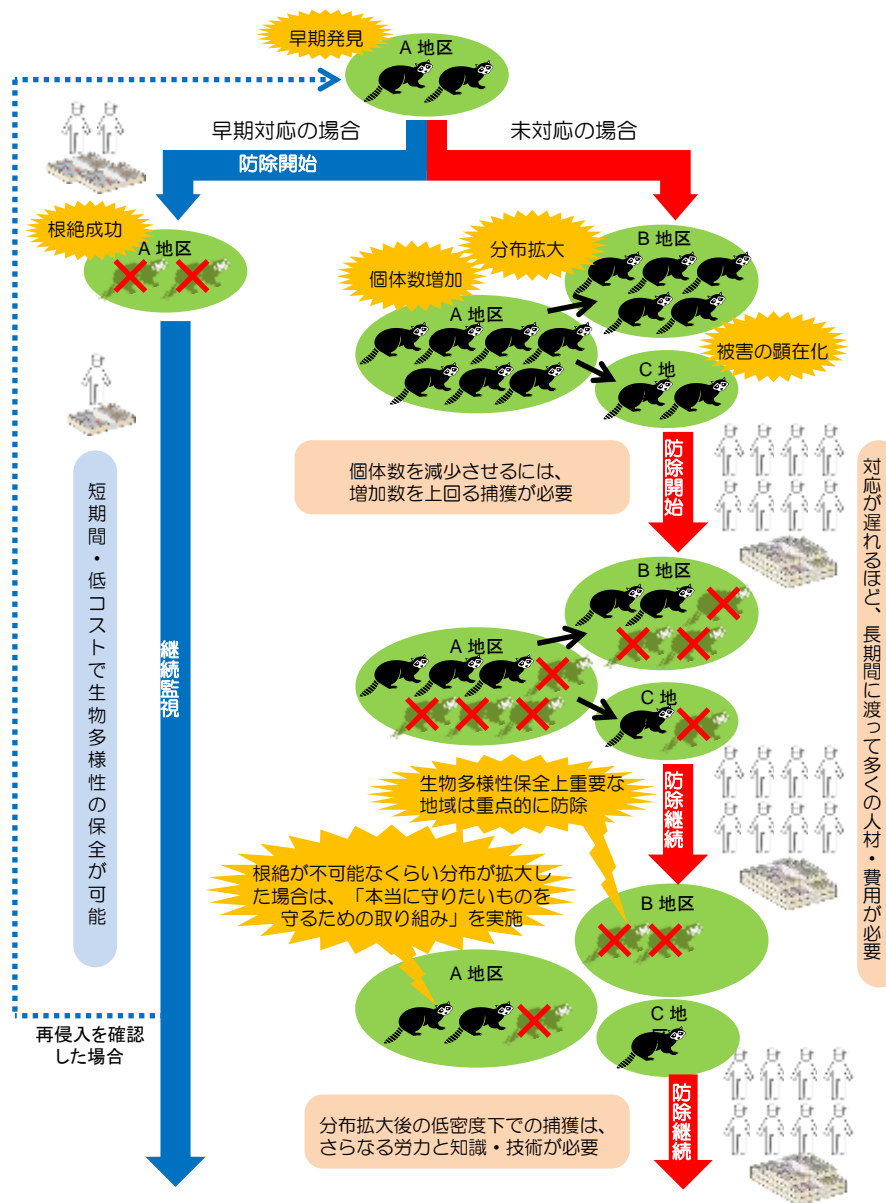 早期発見
A 地区
早期対応の場合
未対応の場合
防除開始
根絶成功
A 地区
分布拡大
B 地区
個体数増加
A 地区
被害の顕在化
C 地
個体数を減少させるには、
増加数を上回る捕獲が必要
防除開始
対応が遅れるほど、長期間に渡って多くの人材・費用が必要
短期間・低コストで生物多様性の保全が可能
継続監視
B 地区
A 地区
C 地
生物多様性保全上重要な
地域は重点的に防除
防除継続
根絶が不可能なくらい分布が拡大し
た場合は、「本当に守りたいものを
守るための取り組み」を実施
B 地区
A 地区
C 地
再侵入を確認
した場合
分布拡大後の低密度下での捕獲は、
さらなる労力と知識・技術が必要
防除継続